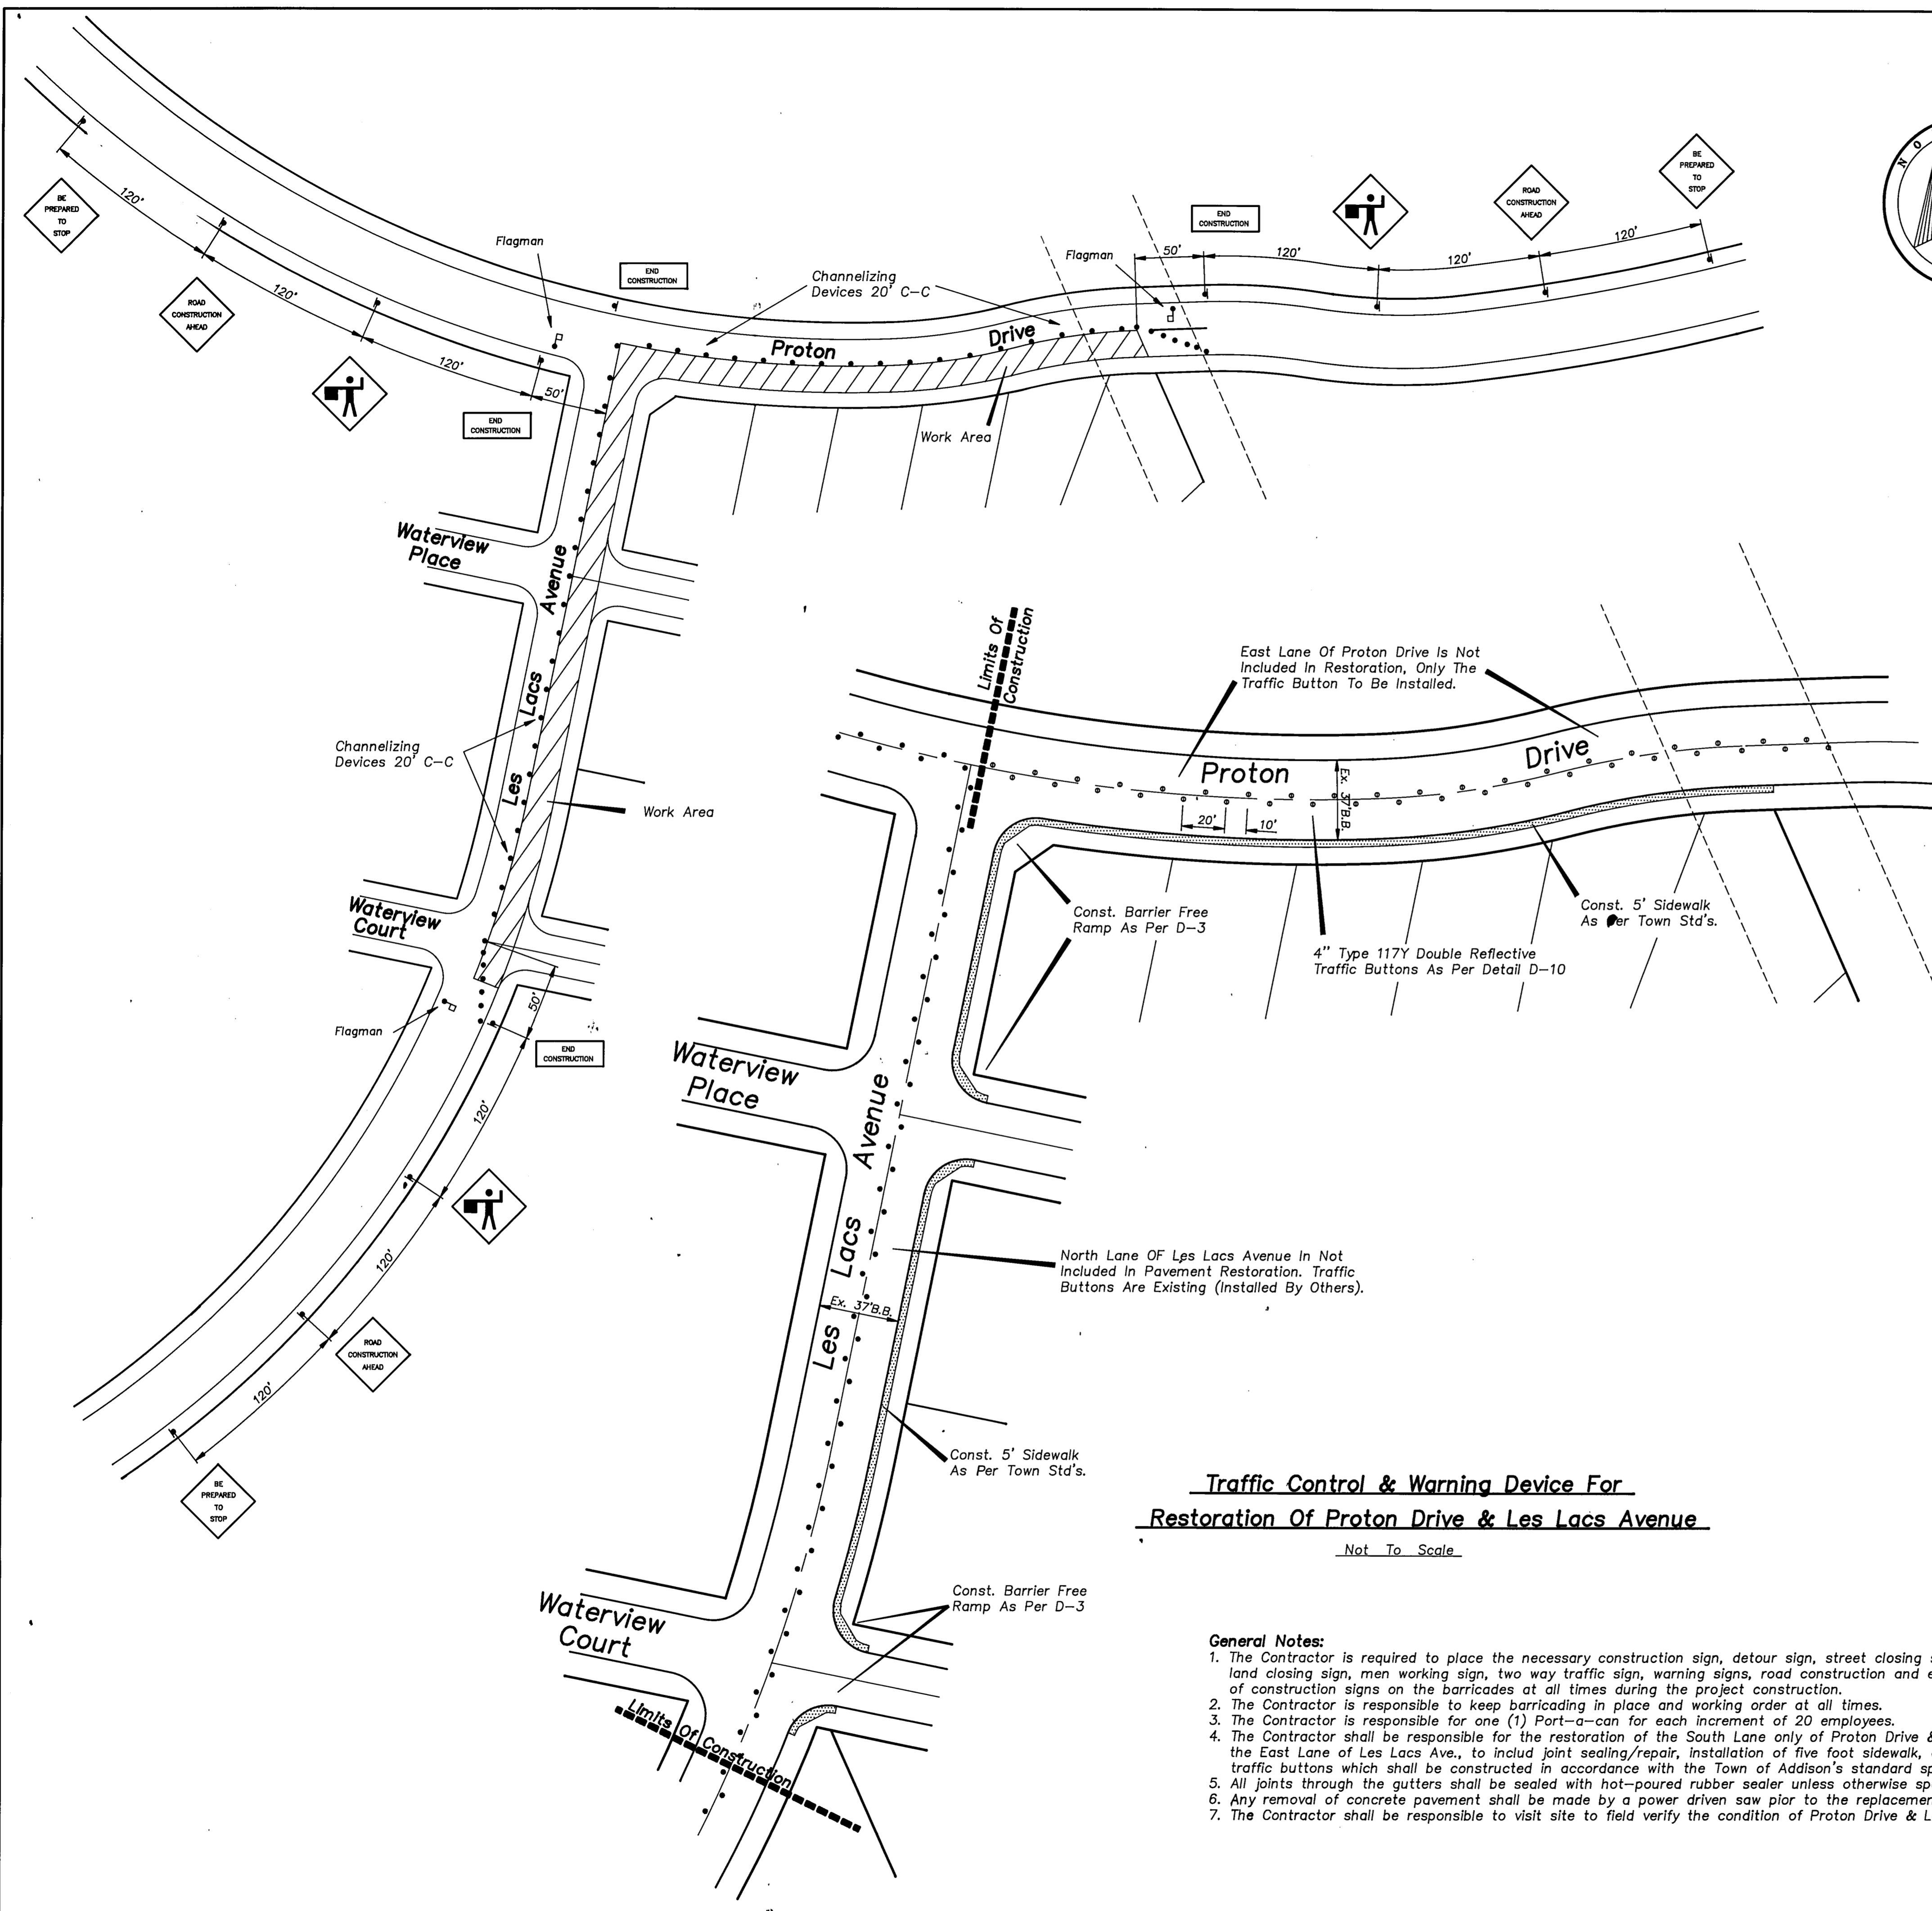 BE
PREPARED
TO
STOP
120'
ROAD
CONSTRUCTION
AHEAD
120'
120'
50'
END
CONSTRUCTION
Flagman
END
CONSTRUCTION
Channelizing
Devices 20' C-C
Proton
Drive
Work Area
Flagman
END
CONSTRUCTION
50'
120'
120'
120'
ROAD
CONSTRUCTION
AHEAD
BE
PREPARED
TO
STOP
N O
Waterview
Place
Les Lacs Avenue
Channelizing
Devices 20' C-C
Work Area
Waterview
Court
Flagman
50'
END
CONSTRUCTION
120'
120'
ROAD
CONSTRUCTION
AHEAD
120'
BE
PREPARED
TO
STOP
Limits Of
Construction
East Lane Of Proton Drive Is Not
Included In Restoration, Only The
Traffic Button To Be Installed.
Proton
Drive
Ex. 37'B.B.
20'
10'
Const. Barrier Free
Ramp As Per D-3
4" Type 117Y Double Reflective
Traffic Buttons As Per Detail D-10
Const. 5' Sidewalk
As Per Town Std's.
Waterview
Place
Les Lacs Avenue
North Lane OF Les Lacs Avenue In Not
Included In Pavement Restoration. Traffic
Buttons Are Existing (Installed By Others).
Ex. 37'B.B.
Const. 5' Sidewalk
As Per Town Std's.
Const. Barrier Free
Ramp As Per D-3
Waterview
Court
Limits Of Construction
Traffic Control & Warning Device For
Restoration Of Proton Drive & Les Lacs Avenue
Not To Scale
General Notes:
1. The Contractor is required to place the necessary construction sign, detour sign, street closing
land closing sign, men working sign, two way traffic sign, warning signs, road construction and
of construction signs on the barricades at all times during the project construction.
2. The Contractor is responsible to keep barricading in place and working order at all times.
3. The Contractor is responsible for one (1) Port-a-can for each increment of 20 employees.
4. The Contractor shall be responsible for the restoration of the South Lane only of Proton Drive &
the East Lane of Les Lacs Ave., to includ joint sealing/repair, installation of five foot sidewalk,
traffic buttons which shall be constructed in accordance with the Town of Addison's standard
5. All joints through the gutters shall be sealed with hot-poured rubber sealer unless otherwise
6. Any removal of concrete pavement shall be made by a power driven saw pior to the
7. The Contractor shall be responsible to visit site to field verify the condition of Proton Drive &